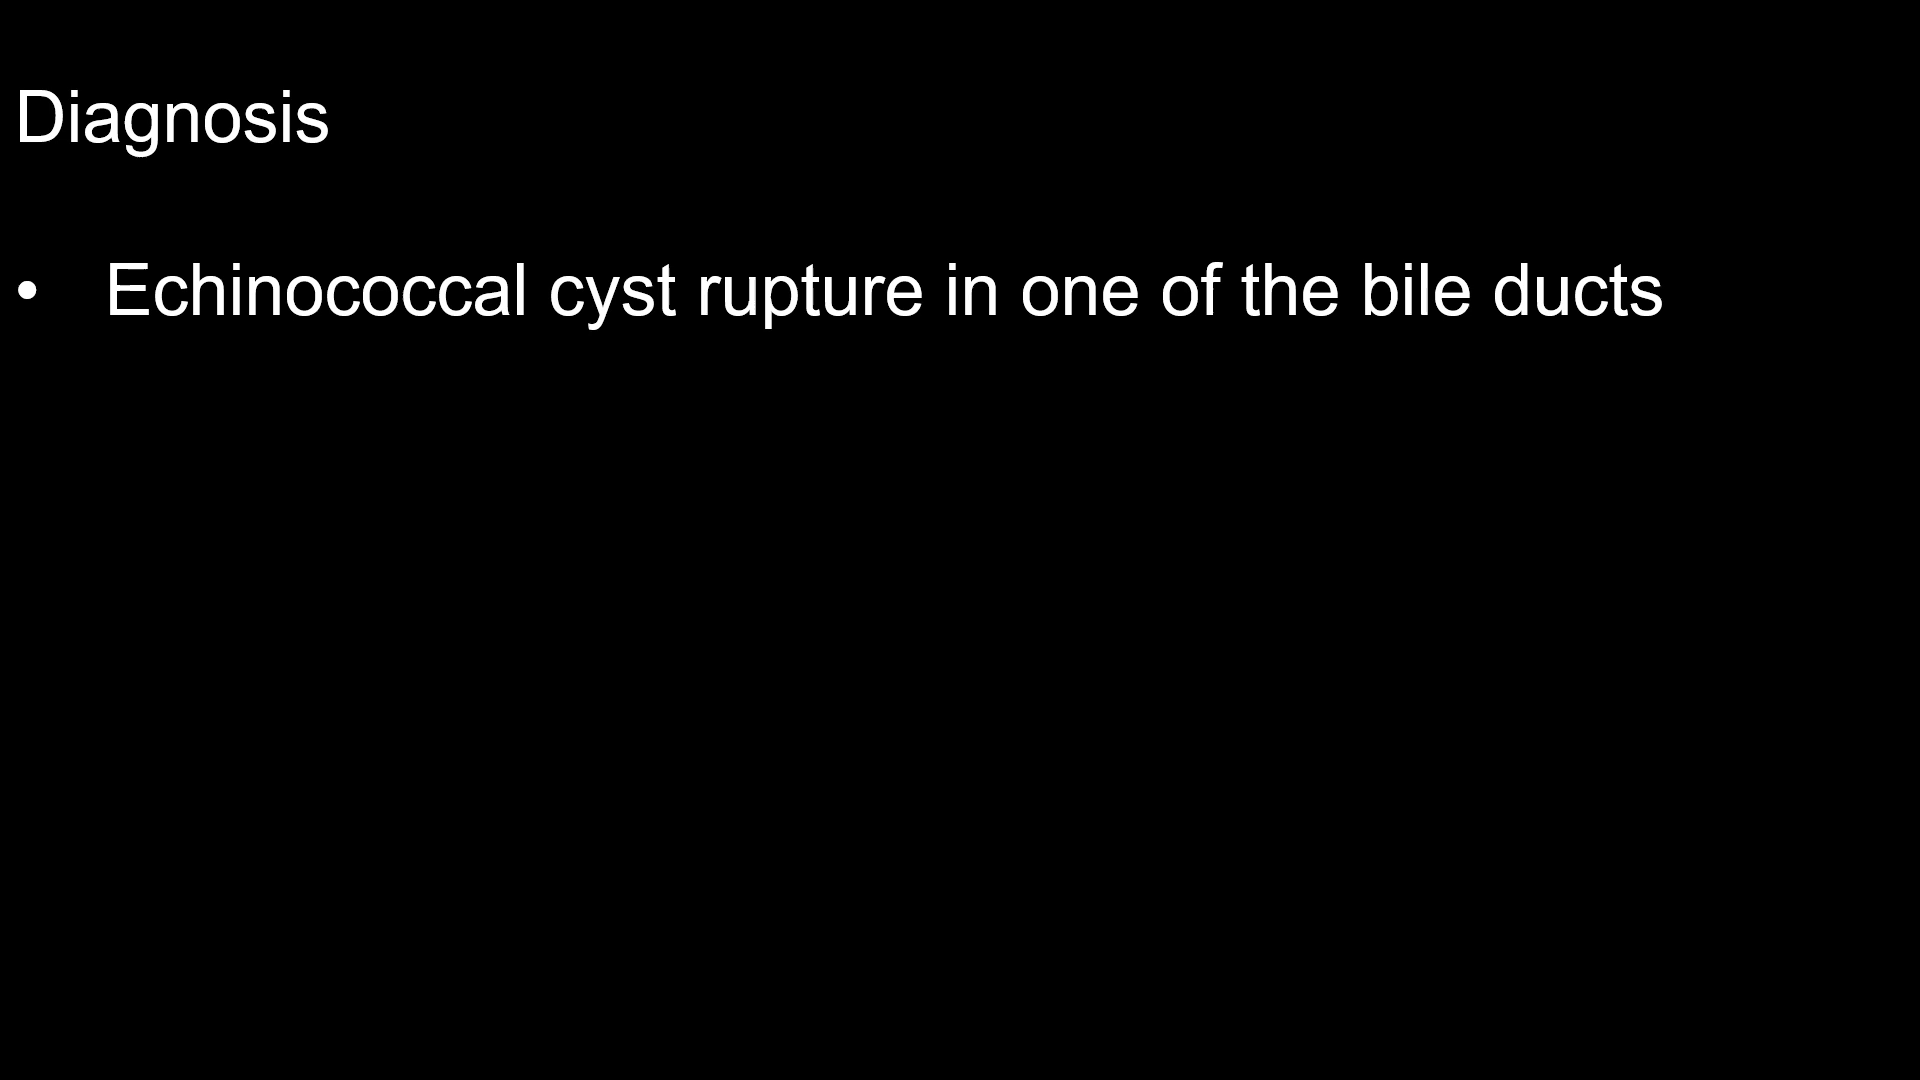 Diagnosis
• Echinococcal cyst rupture in one of the bile ducts